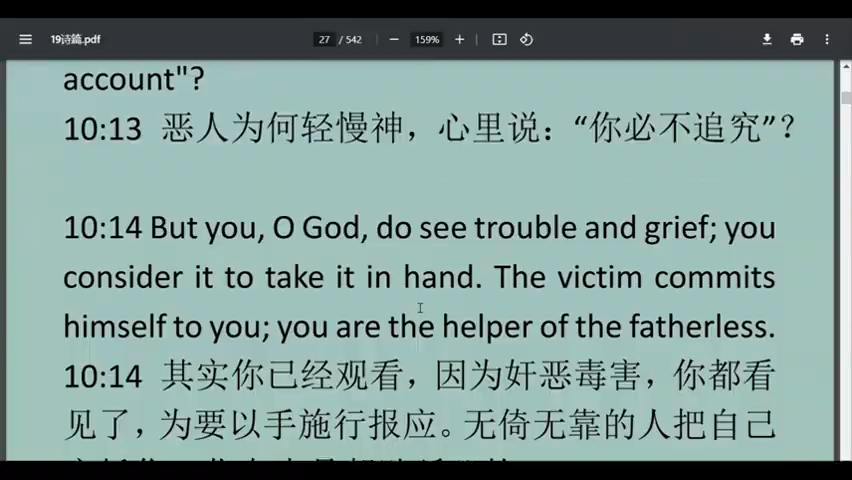 19诗篇.pdf
27 / 542
159%
account"?
10:13 恶人为何轻慢神，心里说：“你必不追究”？
10:14 But you, O God, do see trouble and grief; you
consider it to take it in hand. The victim commits
himself to you; you are the helper of the fatherless.
10:14 其实你已经观看，因为奸恶毒害，你都看
见了，为要以手施行报应。无倚无靠的人把自己